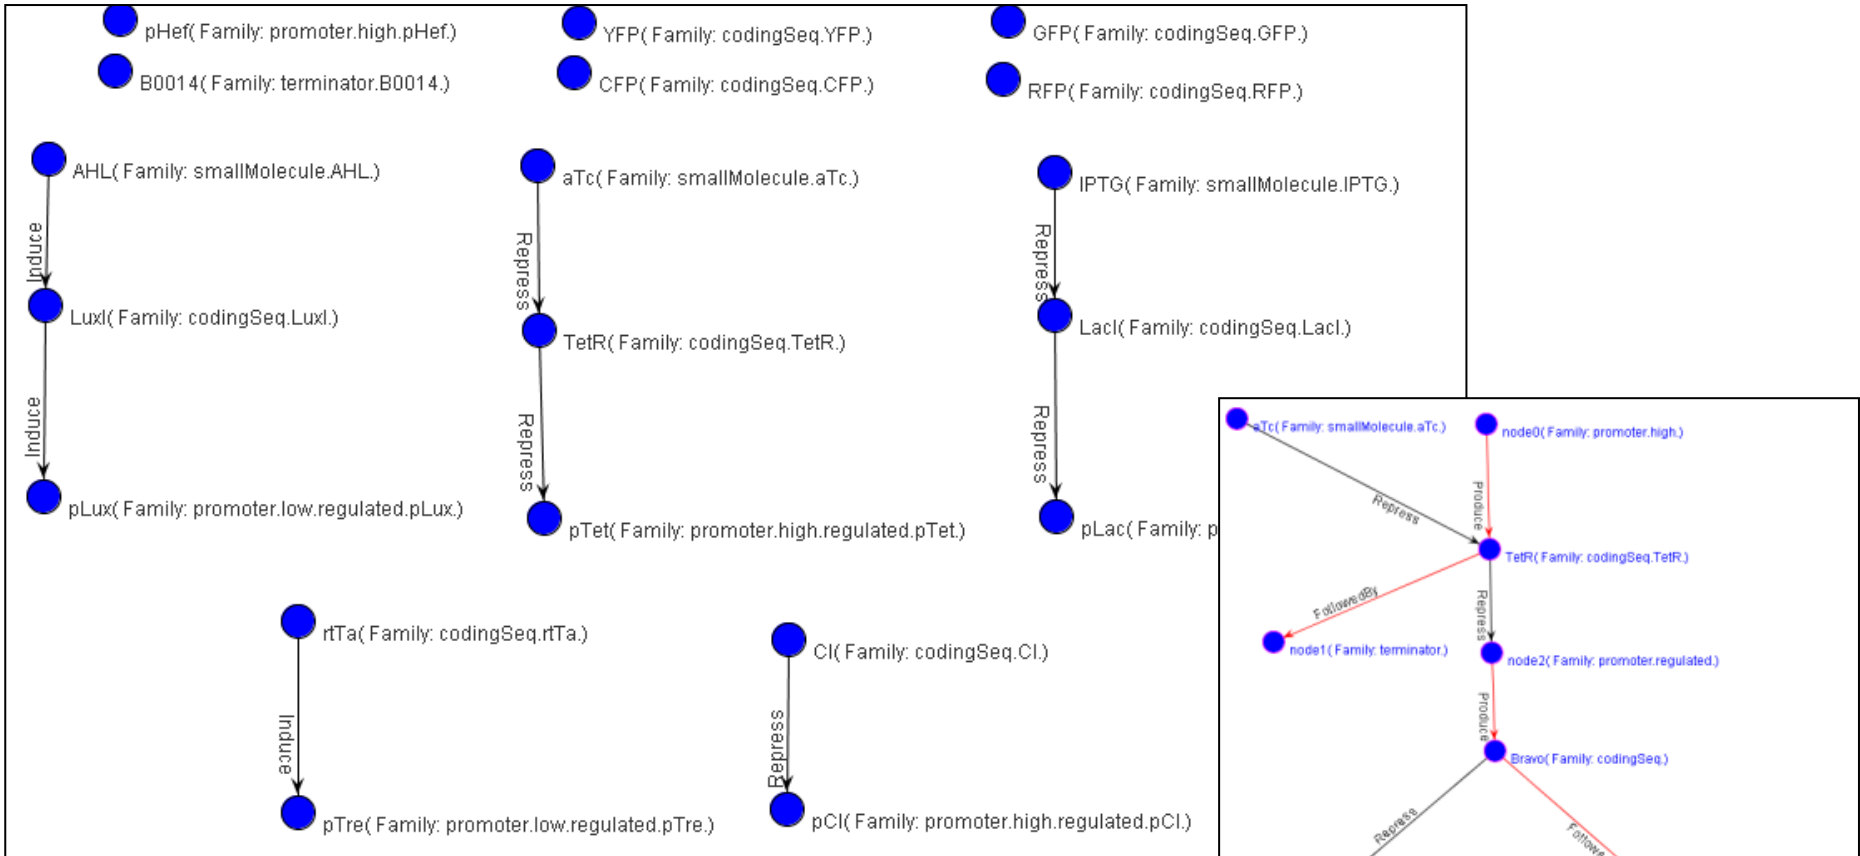 pHef( Family: promoter.high.pHef.)
YFP( Family: codingSeq.YFP.)
GFP( Family: codingSeq.GFP.)
B0014( Family: terminator.B0014.)
CFP( Family: codingSeq.CFP.)
RFP( Family: codingSeq.RFP.)
AHL( Family: smallMolecule.AHL.)
aTc( Family: smallMolecule.aTc.)
IPTG( Family: smallMolecule.IPTG.)
Induce
Repress
Repress
LuxI( Family: codingSeq.LuxI.)
TetR( Family: codingSeq.TetR.)
LacI( Family: codingSeq.LacI.)
Induce
Repress
Repress
pLux( Family: promoter.low.regulated.pLux.)
pTet( Family: promoter.high.regulated.pTet.)
pLac( Family: p
rtTa( Family: codingSeq.rtTa.)
CI( Family: codingSeq.CI.)
Induce
Repress
pTre( Family: promoter.low.regulated.pTre.)
pCI( Family: promoter.high.regulated.pCI.)
aTc( Family: smallMolecule.aTc.)
node0( Family: promoter.high.)
Repress
Produce
TetR( Family: codingSeq.TetR.)
FollowedBy
Repress
node1( Family: terminator.)
node2( Family: promoter.regulated.)
Produce
Bravo( Family: codingSeq.)
Repress
Followe